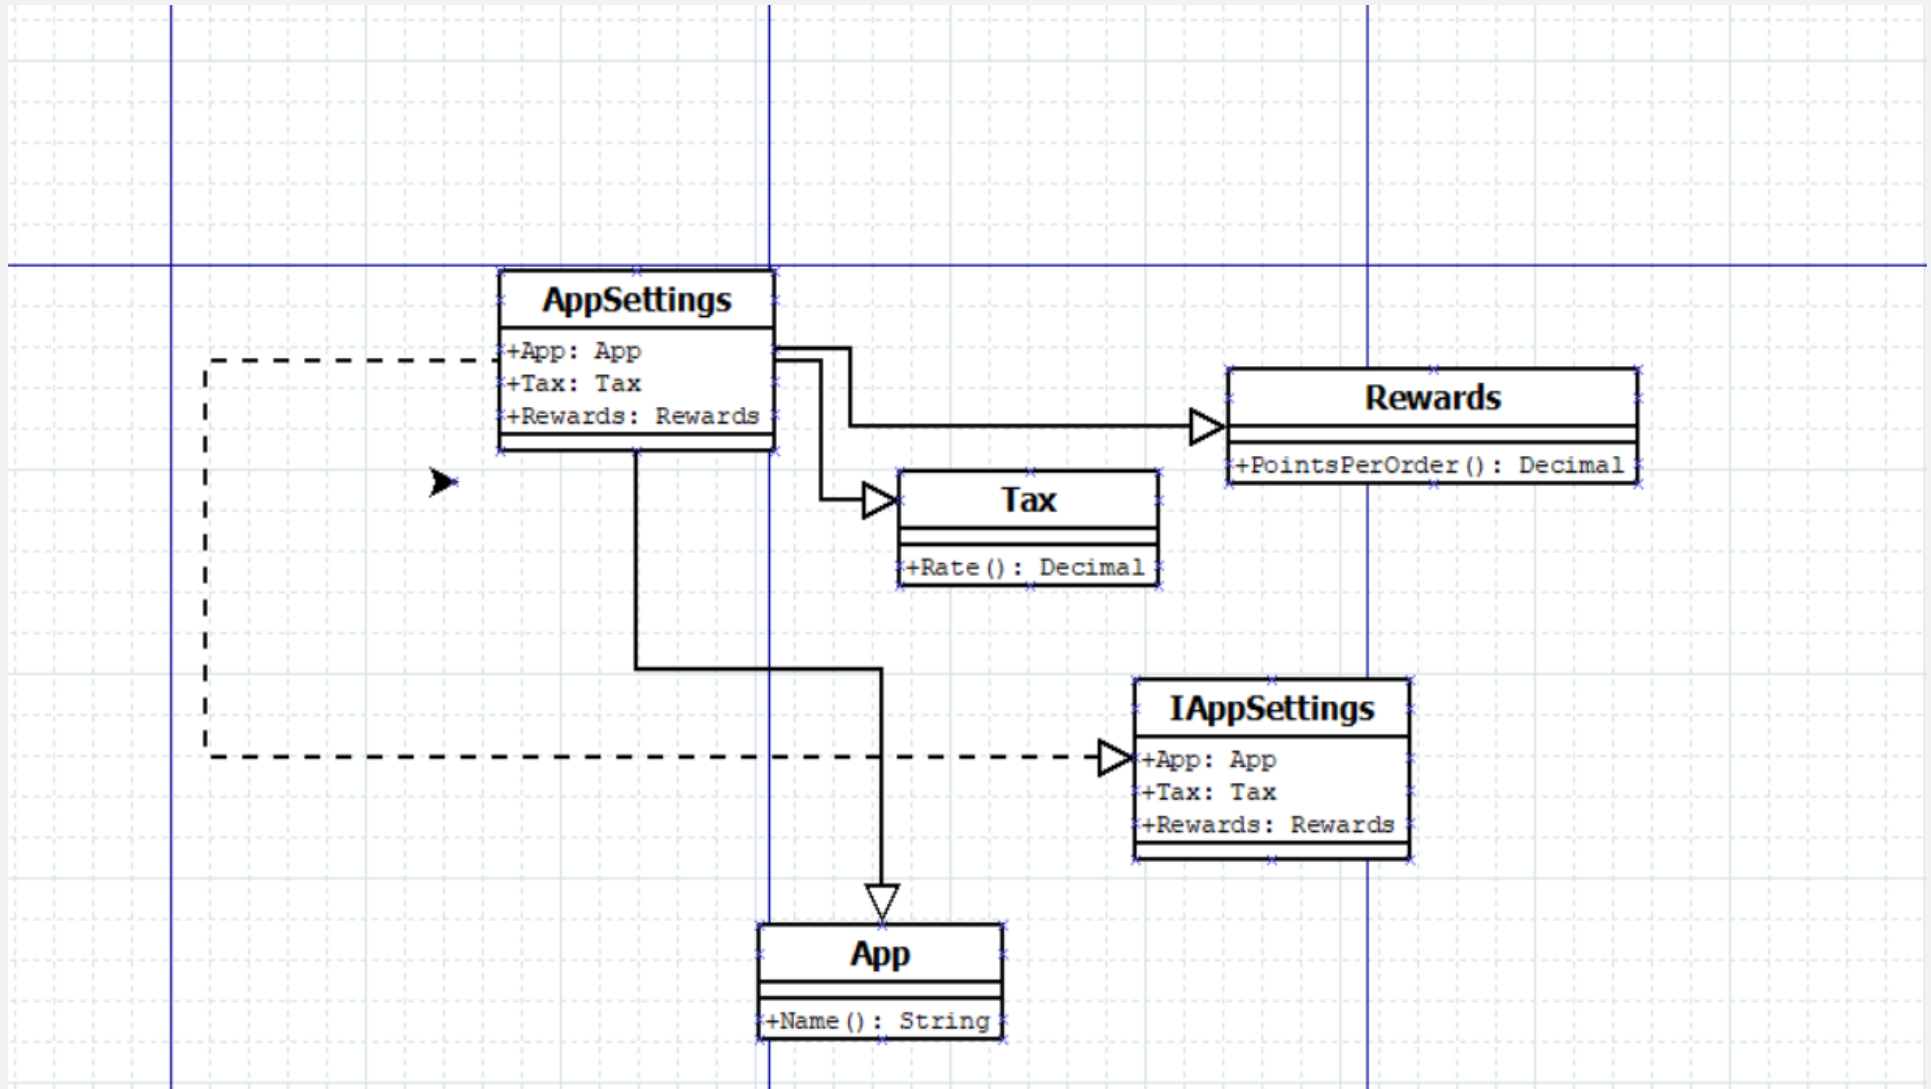 AppSettings
+App: App
+Tax: Tax
+Rewards: Rewards
Rewards
+PointsPerOrder(): Decimal
Tax
+Rate(): Decimal
IAppSettings
+App: App
+Tax: Tax
+Rewards: Rewards
App
+Name(): String